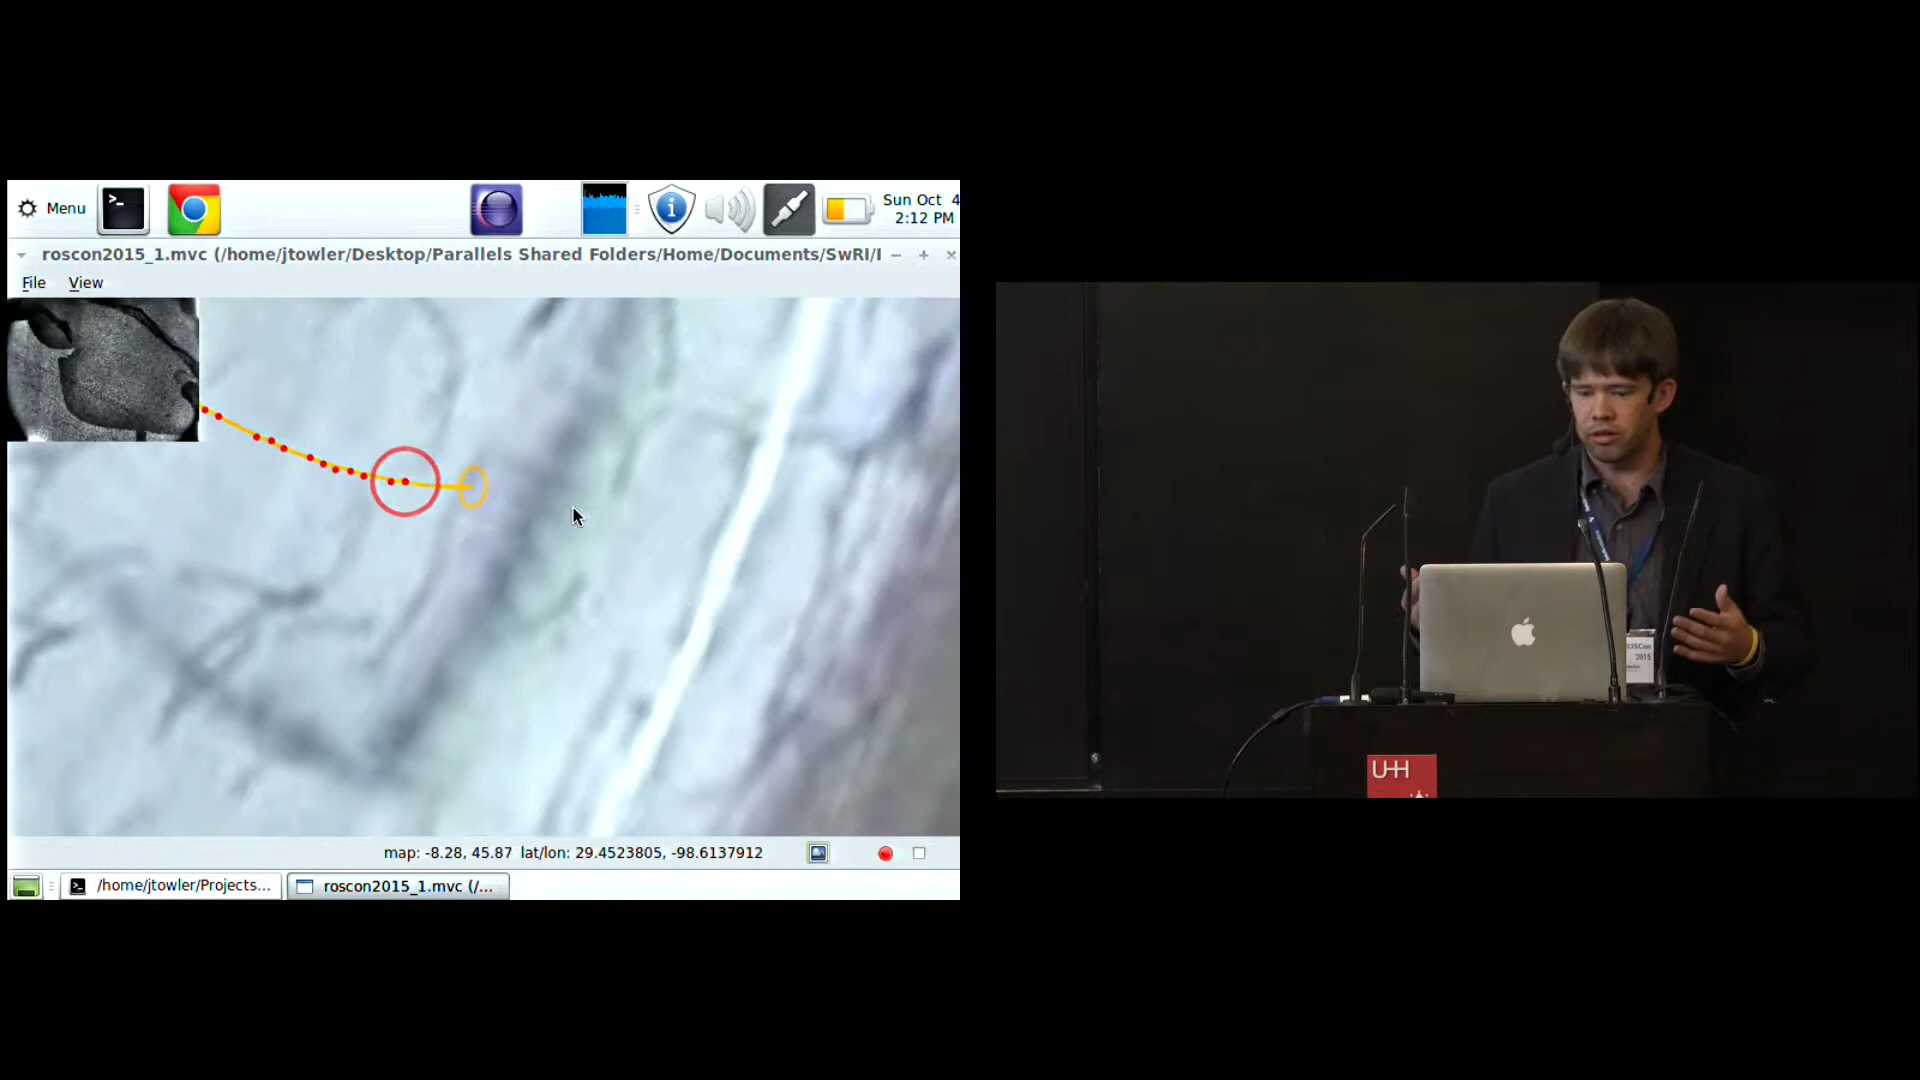 Menu
Sun Oct 4
2:12 PM
roscon2015_1.mvc (/home/jtowler/Desktop/Parallels Shared Folders/Home/Documents/SwRI/
File View
map: -8.28, 45.87 lat/lon: 29.4523805, -98.6137912
/home/jtowler/Projects...
roscon2015_1.mvc (/...
2015
UHH